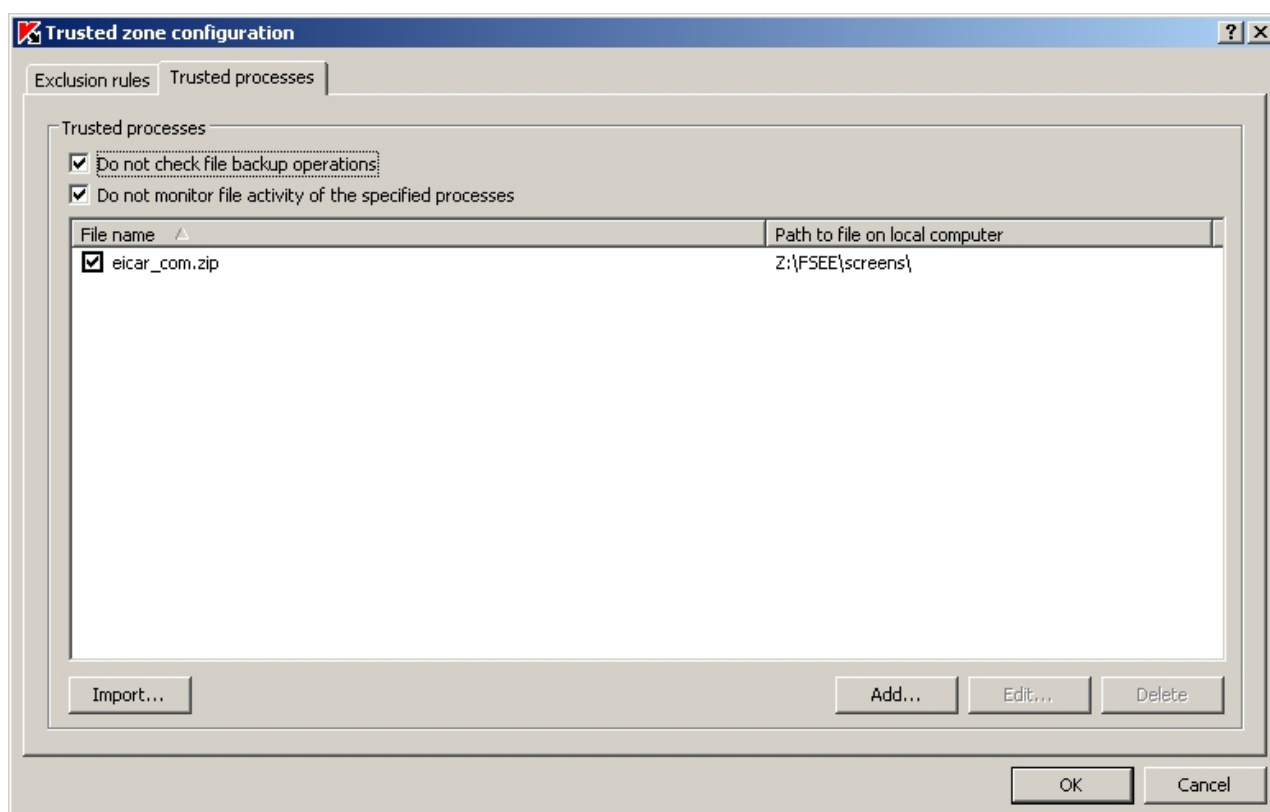 Trusted zone configuration
Exclusion rules Trusted processes
Trusted processes
Do not check file backup operations
Do not monitor file activity of the specified processes
File name Path to file on local computer
eicar_com.zip Z:\FSEE\screens\
Import... Add... Edit... Delete
OK Cancel